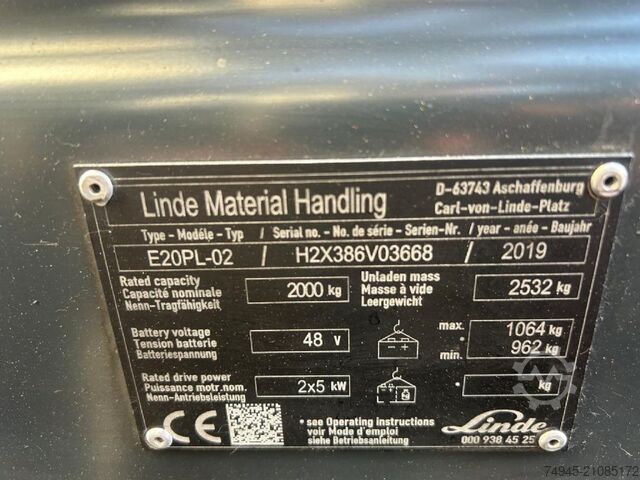 Linde Material Handling
D-63743 Aschaffenburg
Carl-von-Linde-Platz
Type - Modéle - Typ / Serial no. - No. de série - Serien-Nr. / year - année - Baujahr
E20PL-02 / H2X386V03668 / 2019
Rated capacity
Capacité nominale
Nenn-Tragfähigkeit
2000 kg
Unladen mass
Masse à vide
Leergewicht
2532 kg
Battery voltage
Tension batterie
Batteriespannung
48 V
max. 1064 kg
min. 962 kg
Rated drive power
Puissance motr.nom.
Nenn-Antriebsleistung
2x5 kW
kg
CE
• see Operating instructions
voir Mode d'emploi
siehe Betriebsanleitung
Linde
000 938 45 25
74945-21085172